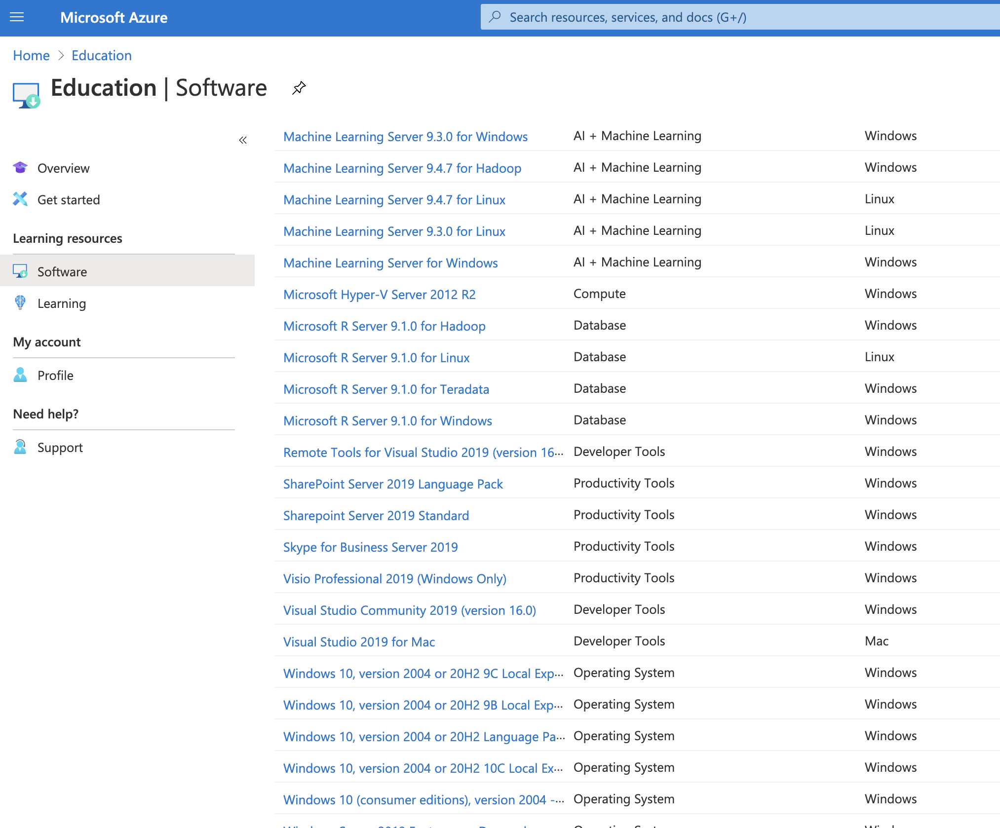 Microsoft Azure
Search resources, services, and docs (G+/)
Home > Education
Education | Software
«
Overview
Get started
Learning resources
Software
Learning
My account
Profile
Need help?
Support
Machine Learning Server 9.3.0 for Windows AI + Machine Learning Windows
Machine Learning Server 9.4.7 for Hadoop AI + Machine Learning Windows
Machine Learning Server 9.4.7 for Linux AI + Machine Learning Linux
Machine Learning Server 9.3.0 for Linux AI + Machine Learning Linux
Machine Learning Server for Windows AI + Machine Learning Windows
Microsoft Hyper-V Server 2012 R2 Compute Windows
Microsoft R Server 9.1.0 for Hadoop Database Windows
Microsoft R Server 9.1.0 for Linux Database Linux
Microsoft R Server 9.1.0 for Teradata Database Windows
Microsoft R Server 9.1.0 for Windows Database Windows
Remote Tools for Visual Studio 2019 (version 16... Developer Tools Windows
SharePoint Server 2019 Language Pack Productivity Tools Windows
Sharepoint Server 2019 Standard Productivity Tools Windows
Skype for Business Server 2019 Productivity Tools Windows
Visio Professional 2019 (Windows Only) Productivity Tools Windows
Visual Studio Community 2019 (version 16.0) Developer Tools Windows
Visual Studio 2019 for Mac Developer Tools Mac
Windows 10, version 2004 or 20H2 9C Local Exp... Operating System Windows
Windows 10, version 2004 or 20H2 9B Local Exp... Operating System Windows
Windows 10, version 2004 or 20H2 Language Pa... Operating System Windows
Windows 10, version 2004 or 20H2 10C Local Ex... Operating System Windows
Windows 10 (consumer editions), version 2004 -... Operating System Windows